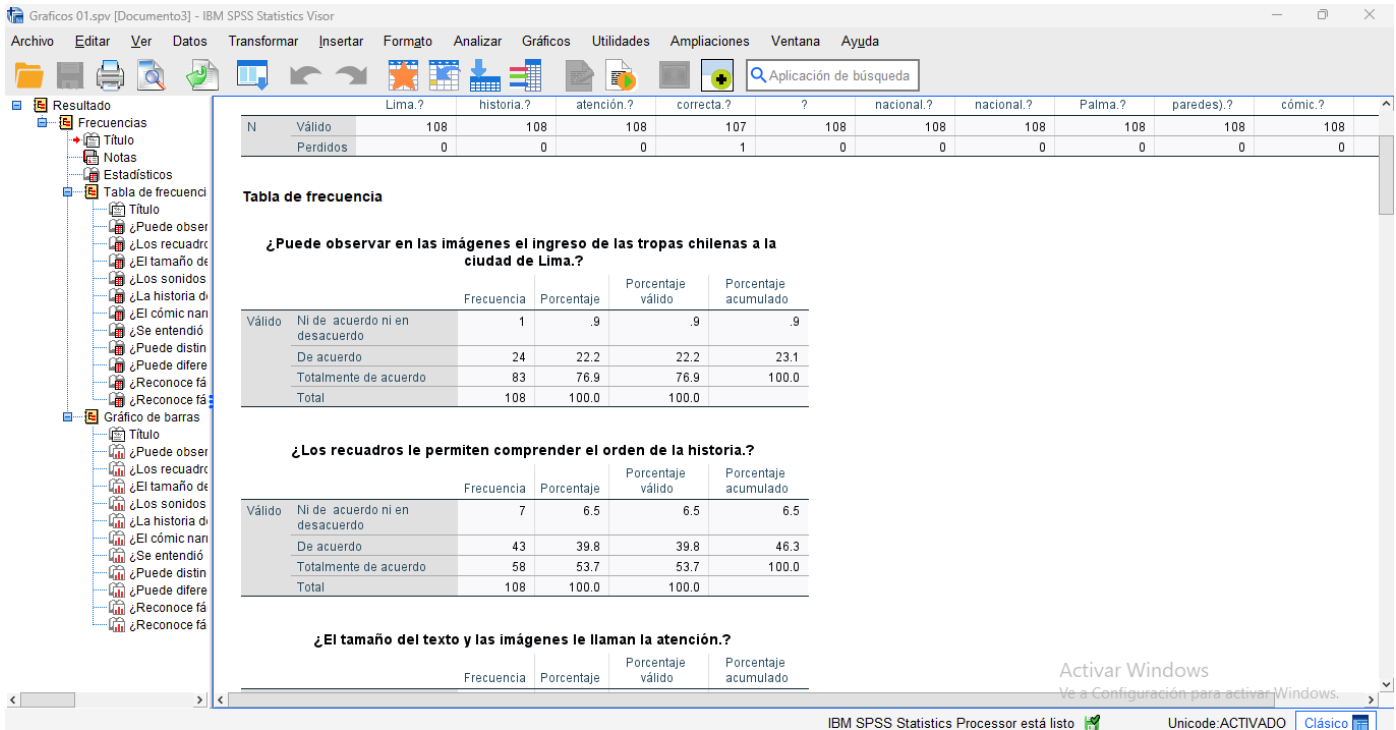 Graficos 01.spv [Documento3] - IBM SPSS Statistics Visor
Archivo Editar Ver Datos Transformar Insertar Formato Analizar Gráficos Utilidades Ampliaciones Ventana Ayuda
Aplicación de búsqueda
Resultado
Frecuencias
Título
Notas
Estadísticos
Tabla de frecuenci
Título
¿Puede obser
¿Los recuadro
¿El tamaño de
¿Los sonidos
¿La historia d
¿El cómic narr
¿Se entendió
¿Puede distin
¿Puede difere
¿Reconoce fá
¿Reconoce fá
Gráfico de barras
Título
¿Puede obser
¿Los recuadro
¿El tamaño de
¿Los sonidos
¿La historia d
¿El cómic narr
¿Se entendió
¿Puede distin
¿Puede difere
¿Reconoce fá
¿Reconoce fá
Lima.? historia.? atención.? correcta.? ? nacional.? nacional.? Palma.? paredes).? cómic.?
N Válido 108 108 108 107 108 108 108 108 108 108
Perdidos 0 0 0 1 0 0 0 0 0 0
Tabla de frecuencia
¿Puede observar en las imágenes el ingreso de las tropas chilenas a la
ciudad de Lima.?
Frecuencia Porcentaje Porcentaje válido Porcentaje acumulado
Válido Ni de acuerdo ni en desacuerdo 1 .9 .9 .9
De acuerdo 24 22.2 22.2 23.1
Totalmente de acuerdo 83 76.9 76.9 100.0
Total 108 100.0 100.0
¿Los recuadros le permiten comprender el orden de la historia.?
Frecuencia Porcentaje Porcentaje válido Porcentaje acumulado
Válido Ni de acuerdo ni en desacuerdo 7 6.5 6.5 6.5
De acuerdo 43 39.8 39.8 46.3
Totalmente de acuerdo 58 53.7 53.7 100.0
Total 108 100.0 100.0
¿El tamaño del texto y las imágenes le llaman la atención.?
Frecuencia Porcentaje Porcentaje válido Porcentaje acumulado
Activar Windows
Ve a Configuración para activar Windows.
IBM SPSS Statistics Processor está listo Unicode:ACTIVADO Clásico